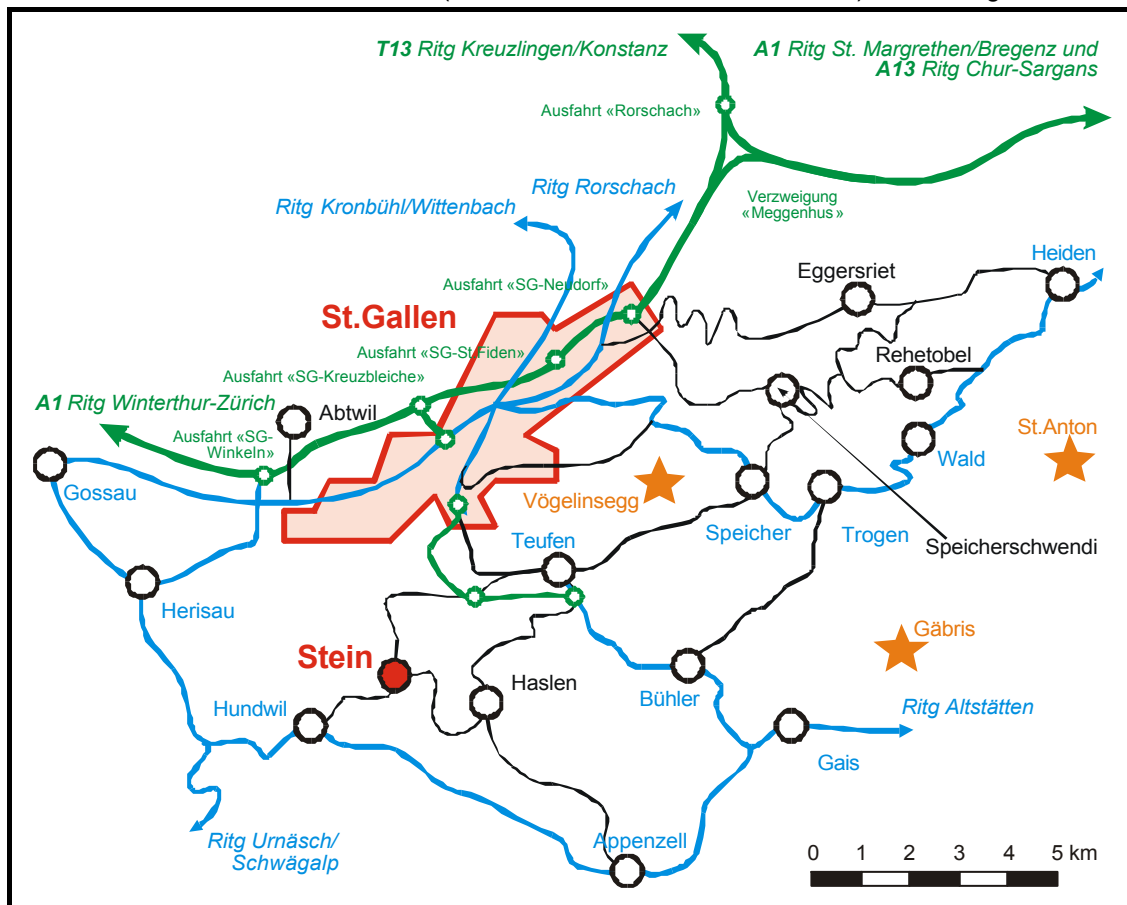 T13 Ritg Kreuzlingen/Konstanz
A1 Ritg St. Margrethen/Bregenz und
A13 Ritg Chur-Sargans
Ausfahrt «Rorschach»
Ritg Rorschach
Verzweigung
«Meggenhus»
Ritg Kronbühl/Wittenbach
Heiden
Eggersriet
Ausfahrt «SG-Neudorf»
St.Gallen
Ausfahrt «SG-St.Fiden»
Rehetobel
Ausfahrt «SG-Kreuzbleiche»
A1 Ritg Winterthur-Zürich
Abtwil
St.Anton
Ausfahrt «SG-
Winkeln»
Wald
Gossau
Vögelinsegg
Speicher
Trogen
Teufen
Speicherschwendi
Herisau
Gäbris
Stein
Haslen
Bühler
Hundwil
Ritg Altstätten
Gais
Ritg Urnäsch/
Schwägalp
Appenzell
0 1 2 3 4 5 km